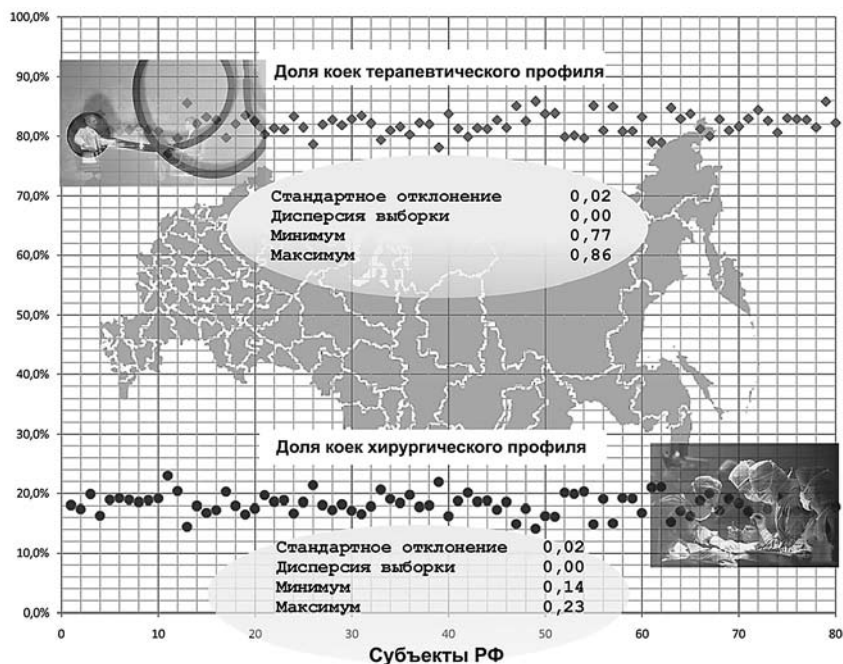 100,0%
90,0%
80,0%
70,0%
60,0%
50,0%
40,0%
30,0%
20,0%
10,0%
0,0%
Доля коек терапевтического профиля
Стандартное отклонение 0,02
Дисперсия выборки 0,00
Минимум 0,77
Максимум 0,86
Доля коек хирургического профиля
Стандартное отклонение 0,02
Дисперсия выборки 0,00
Минимум 0,14
Максимум 0,23
0 10 20 30 40 50 60 70 80
Субъекты РФ